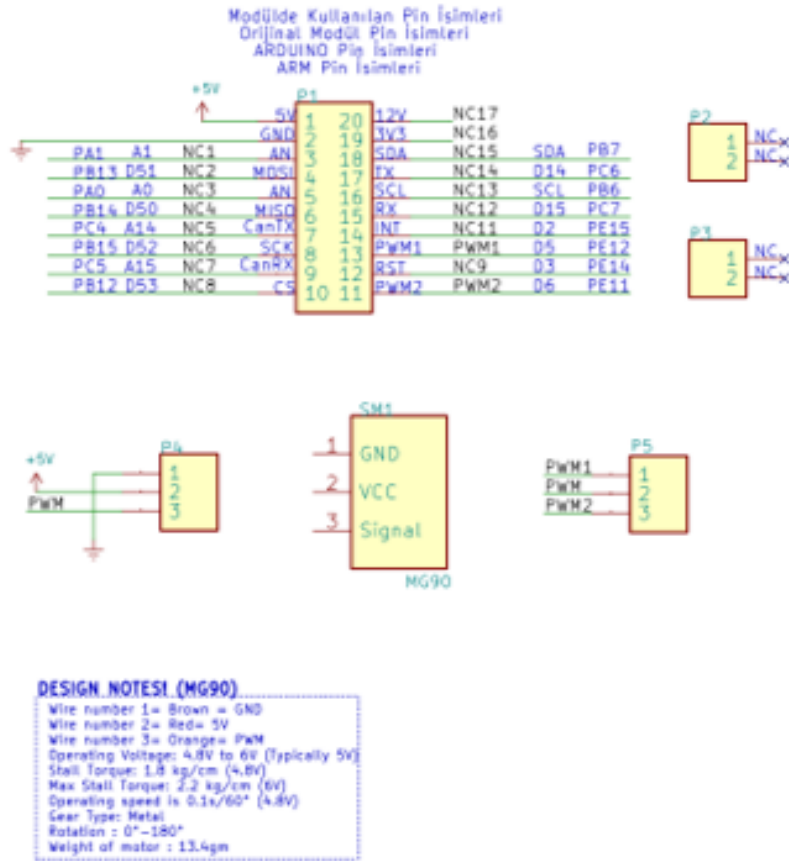 Modülde Kullanılan Pin İsimleri
Orijinal Modül Pin İsimleri
ARDUINO Pin İsimleri
ARM Pin İsimleri
+5V
P1
5V 1 20 12V NC17
GND 2 19 3V3 NC16
PA1 A1 NC1 AN 3 18 SDA NC15 SDA PB7
PB13 D51 NC2 MOSI 4 17 TX NC14 D14 PC6
PA0 A0 NC3 AN 5 16 SCL NC13 SCL PB6
PB14 D50 NC4 MISO 6 15 RX NC12 D15 PC7
PC4 A14 NC5 CanTX 7 14 INT NC11 D2 PE15
PB15 D52 NC6 SCK 8 13 PWM1 PWM1 D5 PE12
PC5 A15 NC7 CanRX 9 12 RST NC9 D3 PE14
PB12 D53 NC8 CS 10 11 PWM2 PWM2 D6 PE11
P2
1 NC
2 NC
P3
1 NC
2 NC
P4
+5V
1
2
PWM 3
SM1
1 GND
2 VCC
3 Signal
MG90
P5
PWM1 1
PWM 2
PWM2 3
DESIGN NOTES! (MG90)
Wire number 1= Brown = GND
Wire number 2= Red= 5V
Wire number 3= Orange= PWM
Operating Voltage: 4.8V to 6V (Typically 5V)
Stall Torque: 1.8 kg/cm (4.8V)
Max Stall Torque: 2.2 kg/cm (6V)
Operating speed is 0.1s/60° (4.8V)
Gear Type: Metal
Rotation : 0°-180°
Weight of motor : 13.4gm